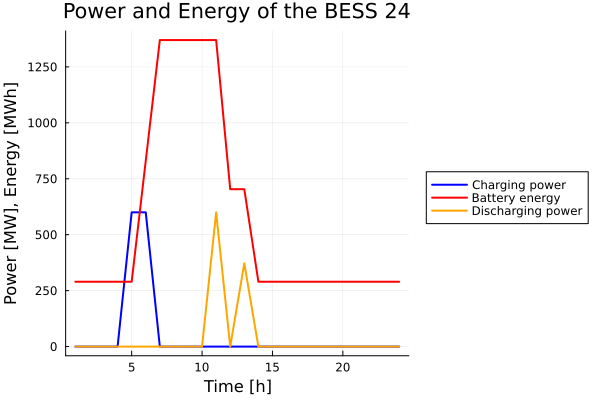 Power and Energy of the BESS 24
Power [MW], Energy [MWh]
1250
1000
750
500
250
0
5
10
15
20
Time [h]
Charging power
Battery energy
Discharging power